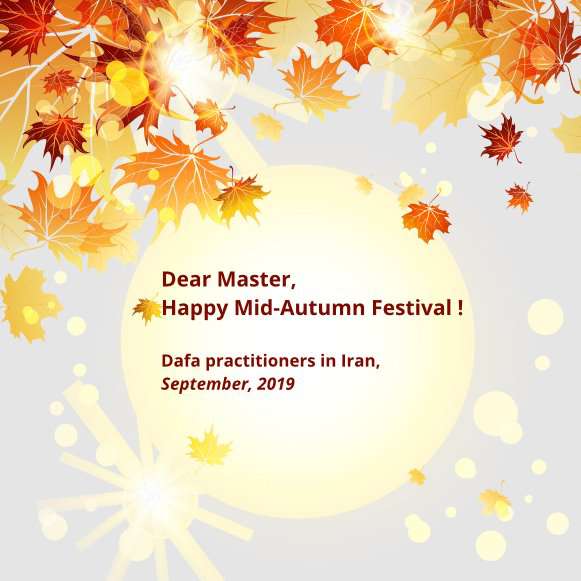 Dear Master,
Happy Mid-Autumn Festival !
Dafa practitioners in Iran,
September, 2019